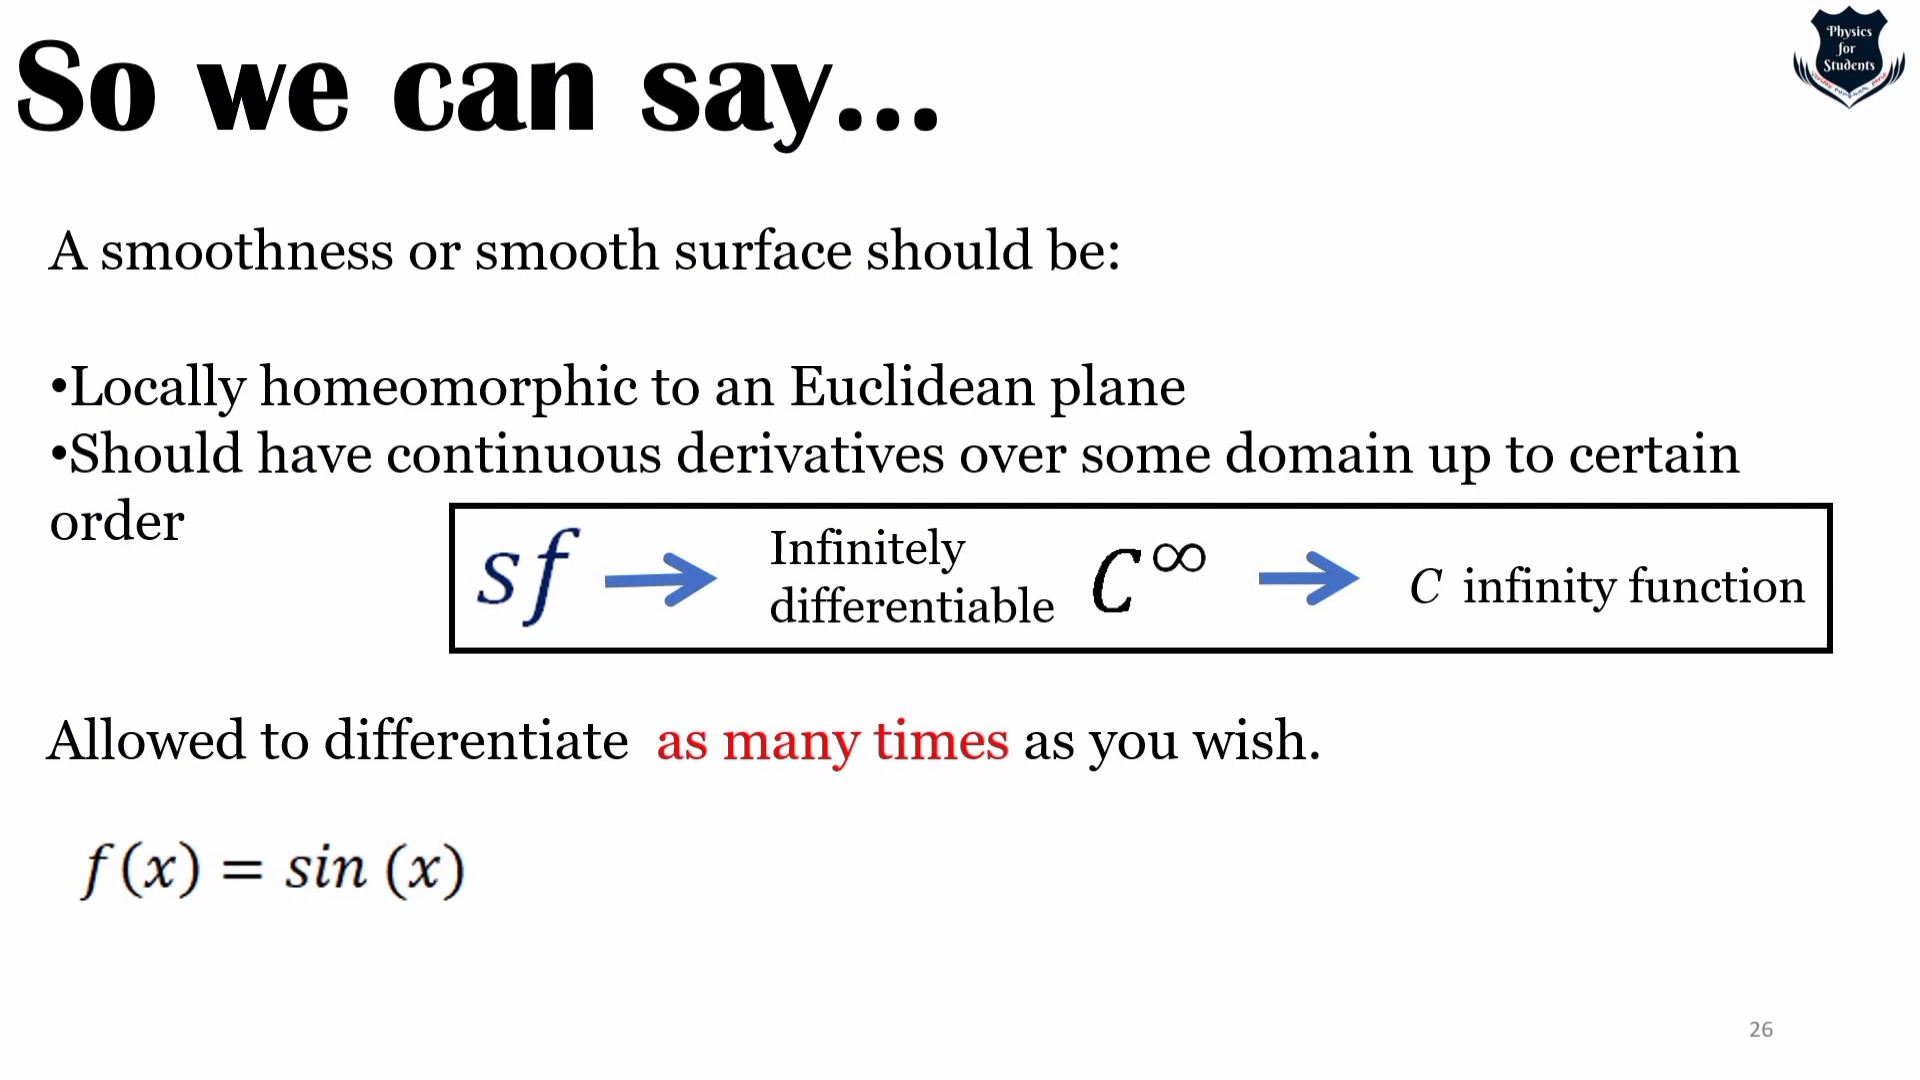 So we can say...
Physics
for
Students
A smoothness or smooth surface should be:
•Locally homeomorphic to an Euclidean plane
•Should have continuous derivatives over some domain up to certain
order
sf → Infinitely differentiable C^∞ → C infinity function
Allowed to differentiate as many times as you wish.
f(x) = sin (x)
26